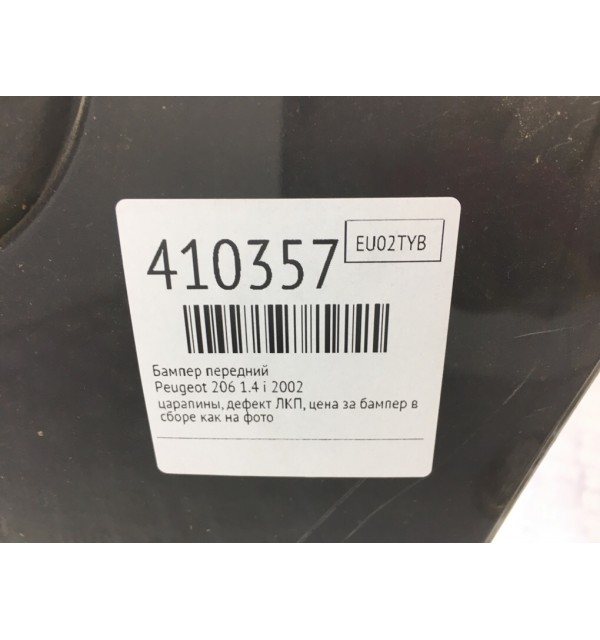 410357
EU02TYB
Бампер передний
Peugeot 206 1.4 i 2002
царапины, дефект ЛКП, цена за бампер в
сборе как на фото